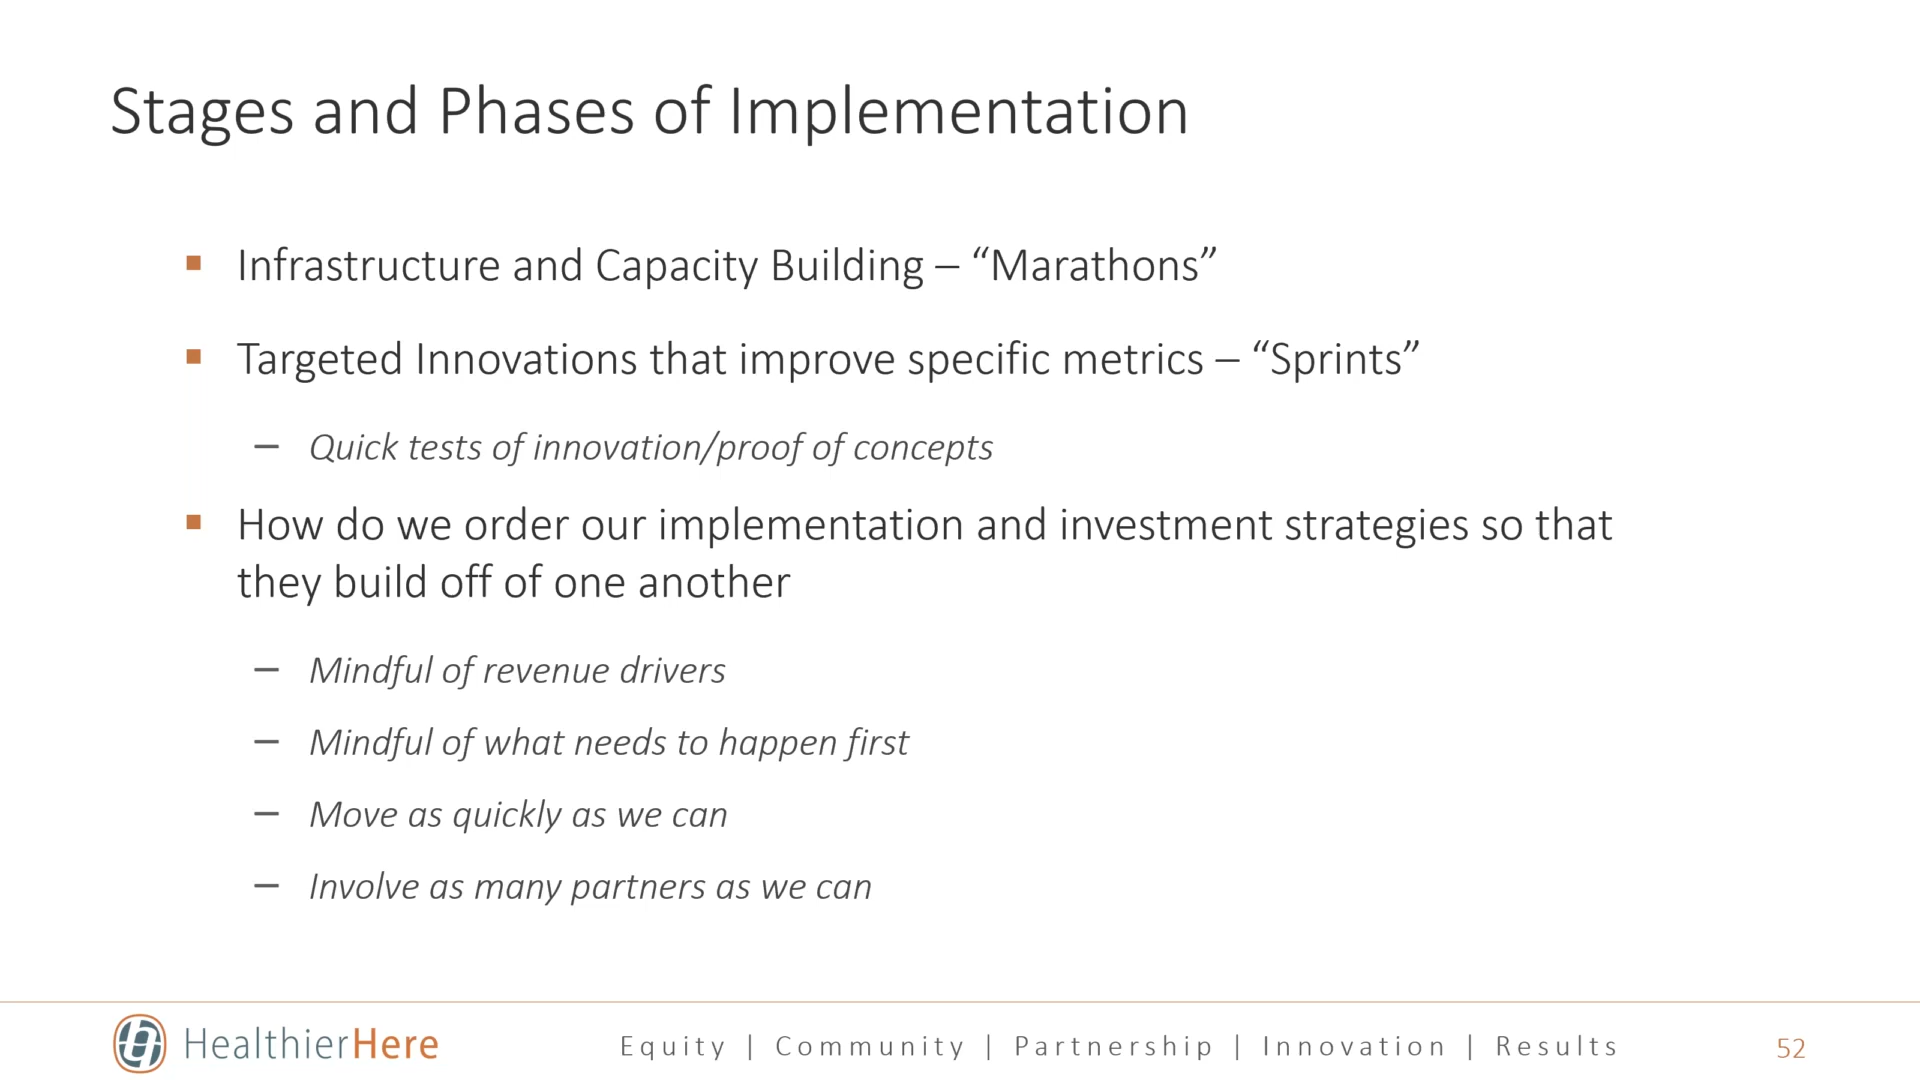 Stages and Phases of Implementation
▪ Infrastructure and Capacity Building – “Marathons”
▪ Targeted Innovations that improve specific metrics – “Sprints”
– Quick tests of innovation/proof of concepts
▪ How do we order our implementation and investment strategies so that
they build off of one another
– Mindful of revenue drivers
– Mindful of what needs to happen first
– Move as quickly as we can
– Involve as many partners as we can
HealthierHere
Equity | Community | Partnership | Innovation | Results
52